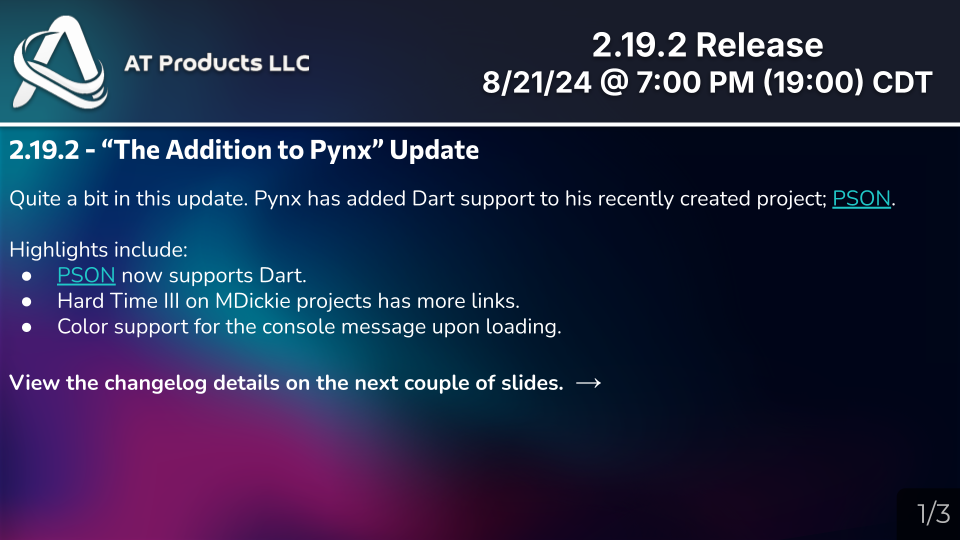 AT Products LLC
2.19.2 Release
8/21/24 @ 7:00 PM (19:00) CDT
2.19.2 - “The Addition to Pynx” Update
Quite a bit in this update. Pynx has added Dart support to his recently created project; PSON.
Highlights include:
● PSON now supports Dart.
● Hard Time III on MDickie projects has more links.
● Color support for the console message upon loading.
View the changelog details on the next couple of slides. →
1/3